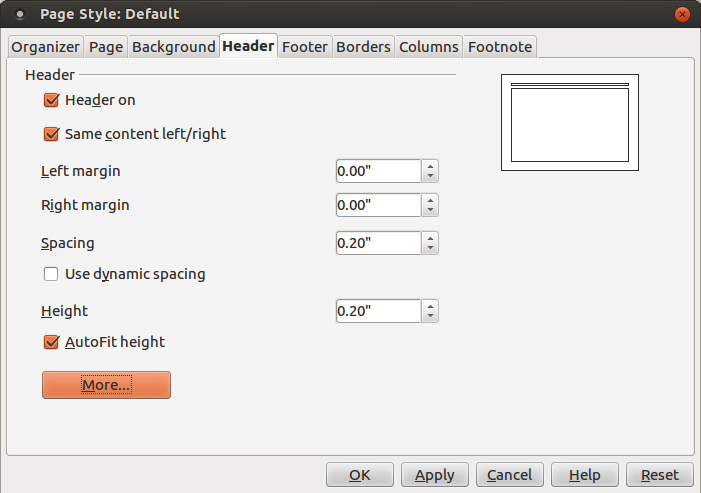 Page Style: Default
Organizer Page Background Header Footer Borders Columns Footnote
Header
Header on
Same content left/right
Left margin 0.00"
Right margin 0.00"
Spacing 0.20"
Use dynamic spacing
Height 0.20"
AutoFit height
More...
OK Apply Cancel Help Reset